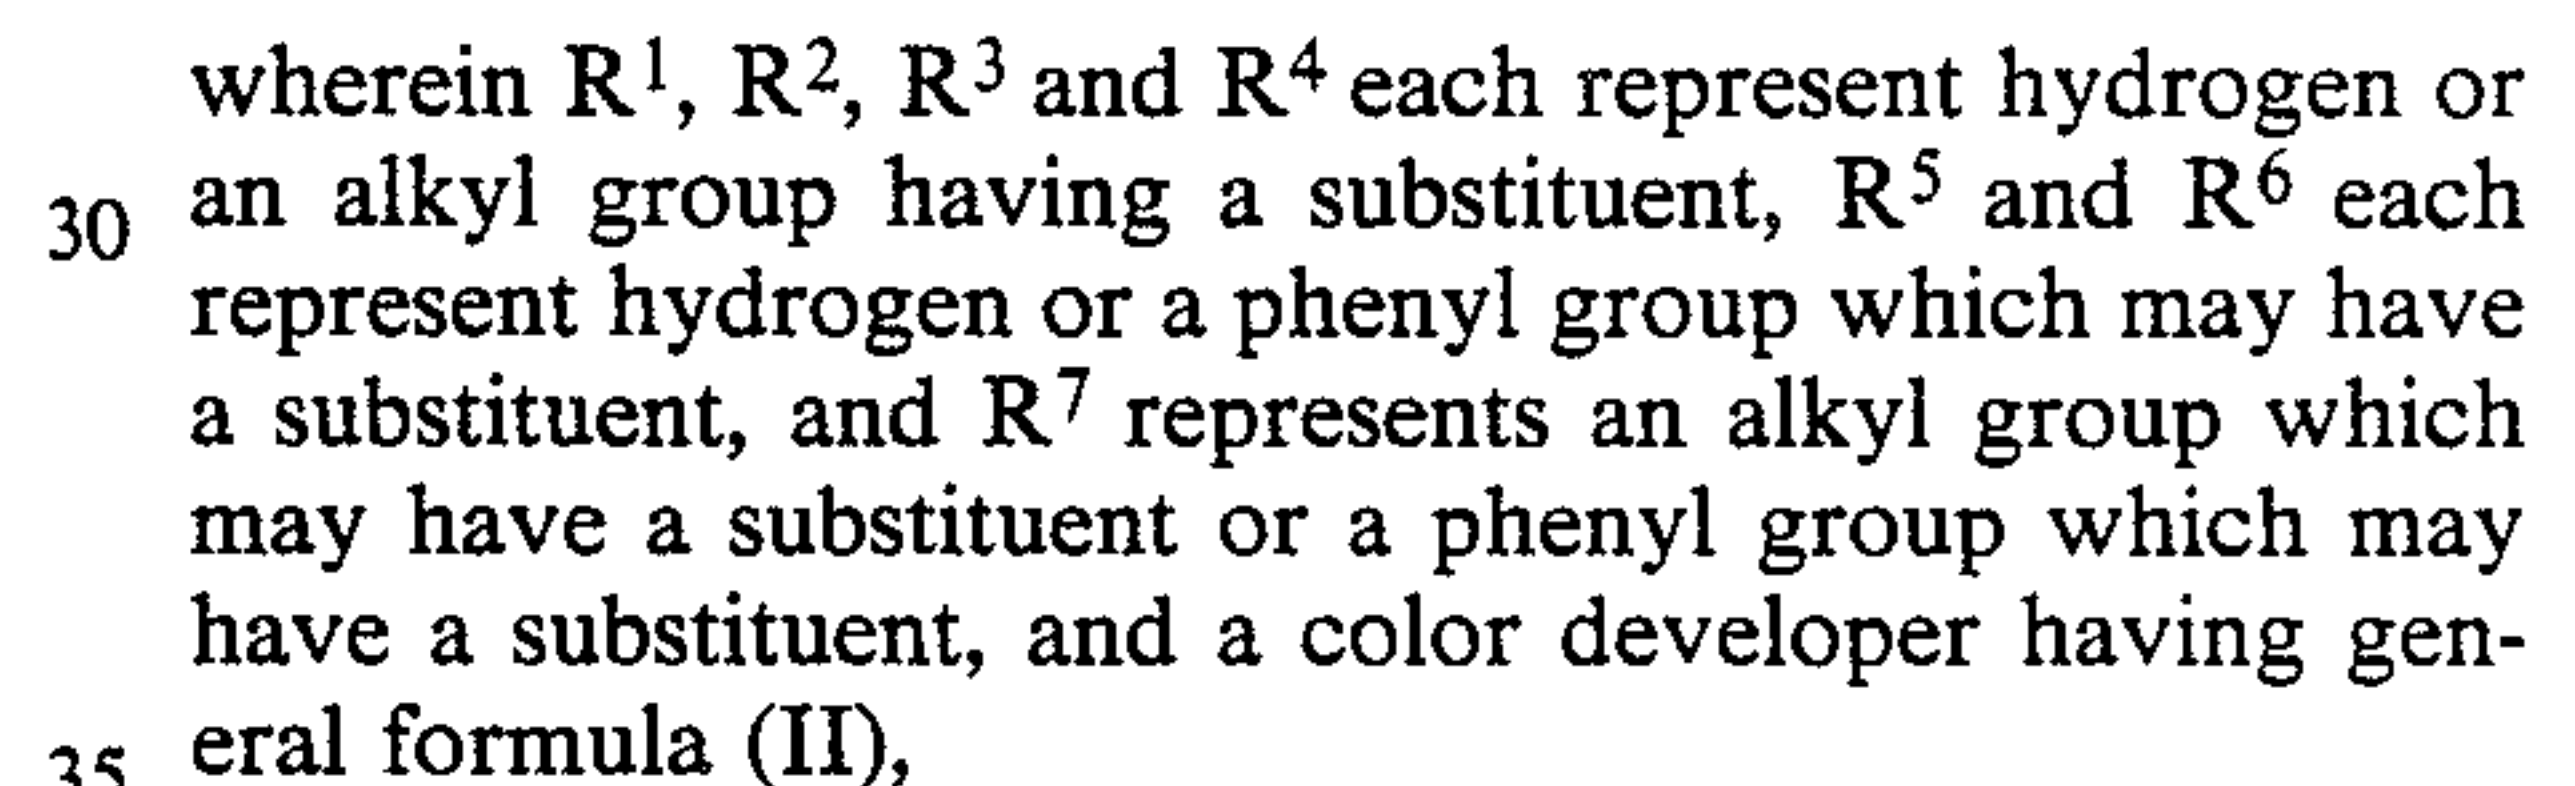 wherein R¹, R², R³ and R⁴ each represent hydrogen or
30 an alkyl group having a substituent, R⁵ and R⁶ each
represent hydrogen or a phenyl group which may have
a substituent, and R⁷ represents an alkyl group which
may have a substituent or a phenyl group which may
have a substituent, and a color developer having gen-
35 eral formula (II),